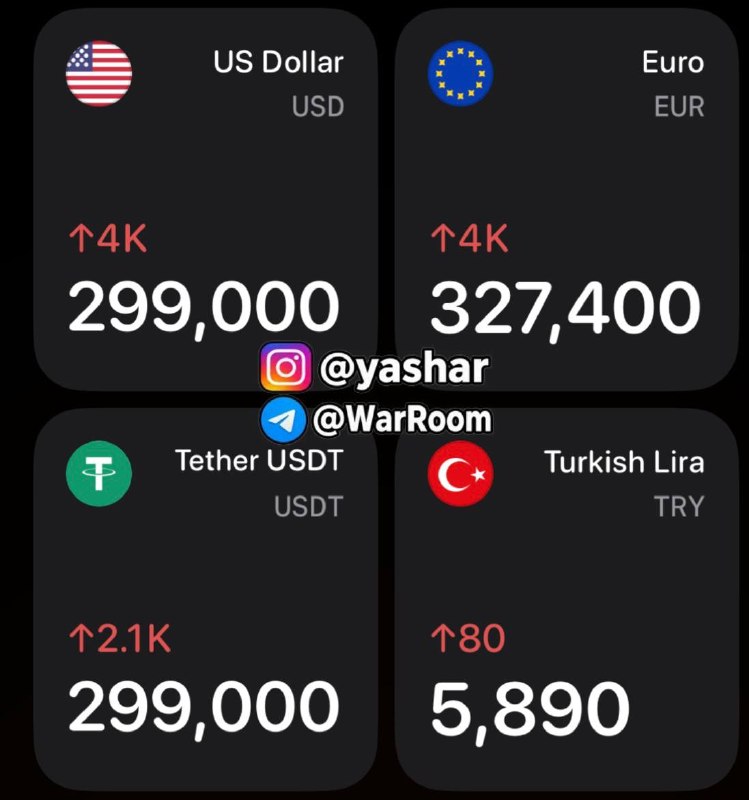 US Dollar
USD
↑4K
299,000
Euro
EUR
↑4K
327,400
@yashar
@WarRoom
Tether USDT
USDT
↑2.1K
299,000
Turkish Lira
TRY
↑80
5,890